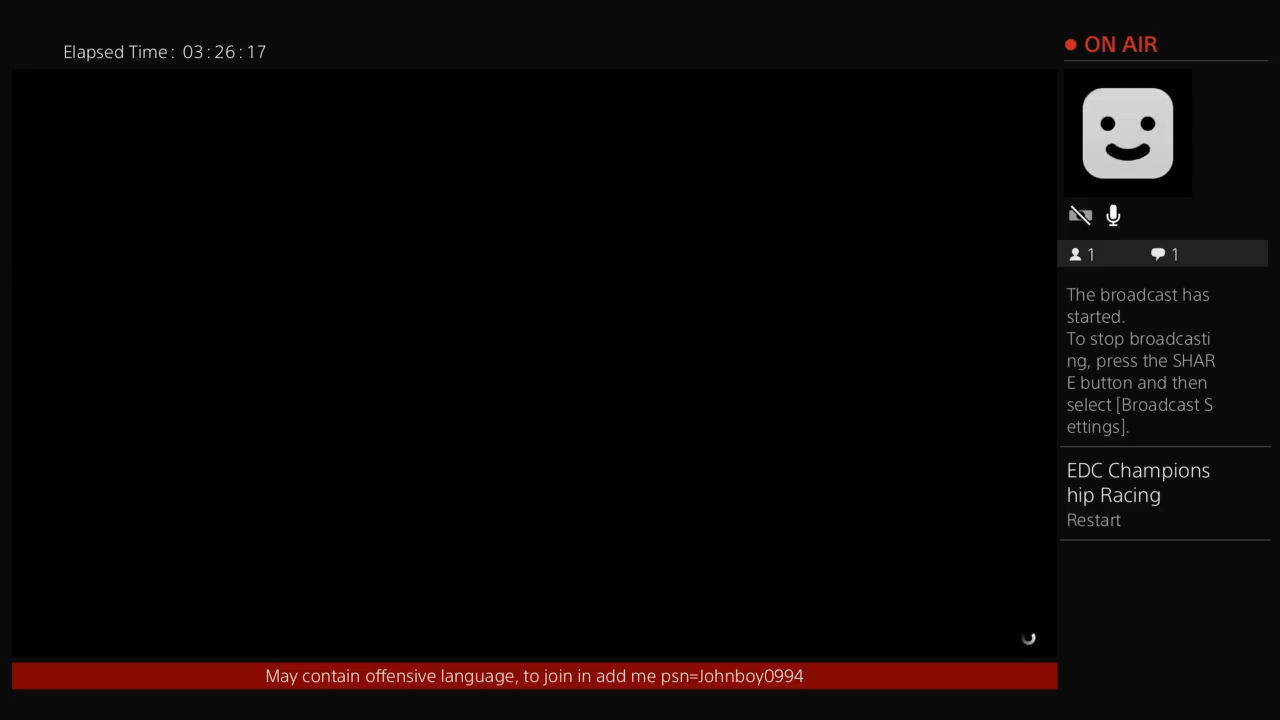 Elapsed Time: 03:26:17
ON AIR
1 1
The broadcast has
started.
To stop broadcasti
ng, press the SHAR
E button and then
select [Broadcast S
ettings].
EDC Champions
hip Racing
Restart
May contain offensive language, to join in add me psn=Johnboy0994